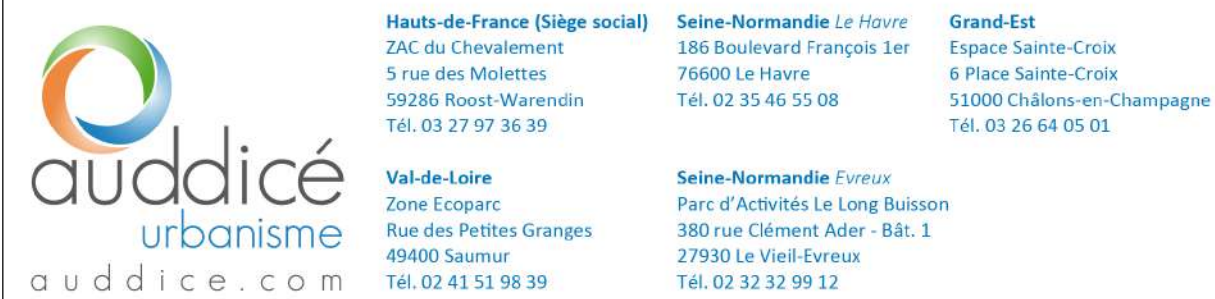 auddicé
urbanisme
auddice.com
Hauts-de-France (Siège social)
ZAC du Chevalement
5 rue des Molettes
59286 Roost-Warendin
Tél. 03 27 97 36 39
Seine-Normandie Le Havre
186 Boulevard François 1er
76600 Le Havre
Tél. 02 35 46 55 08
Grand-Est
Espace Sainte-Croix
6 Place Sainte-Croix
51000 Châlons-en-Champagne
Tél. 03 26 64 05 01
Val-de-Loire
Zone Ecoparc
Rue des Petites Granges
49400 Saumur
Tél. 02 41 51 98 39
Seine-Normandie Evreux
Parc d'Activités Le Long Buisson
380 rue Clément Ader - Bât. 1
27930 Le Vieil-Evreux
Tél. 02 32 32 99 12